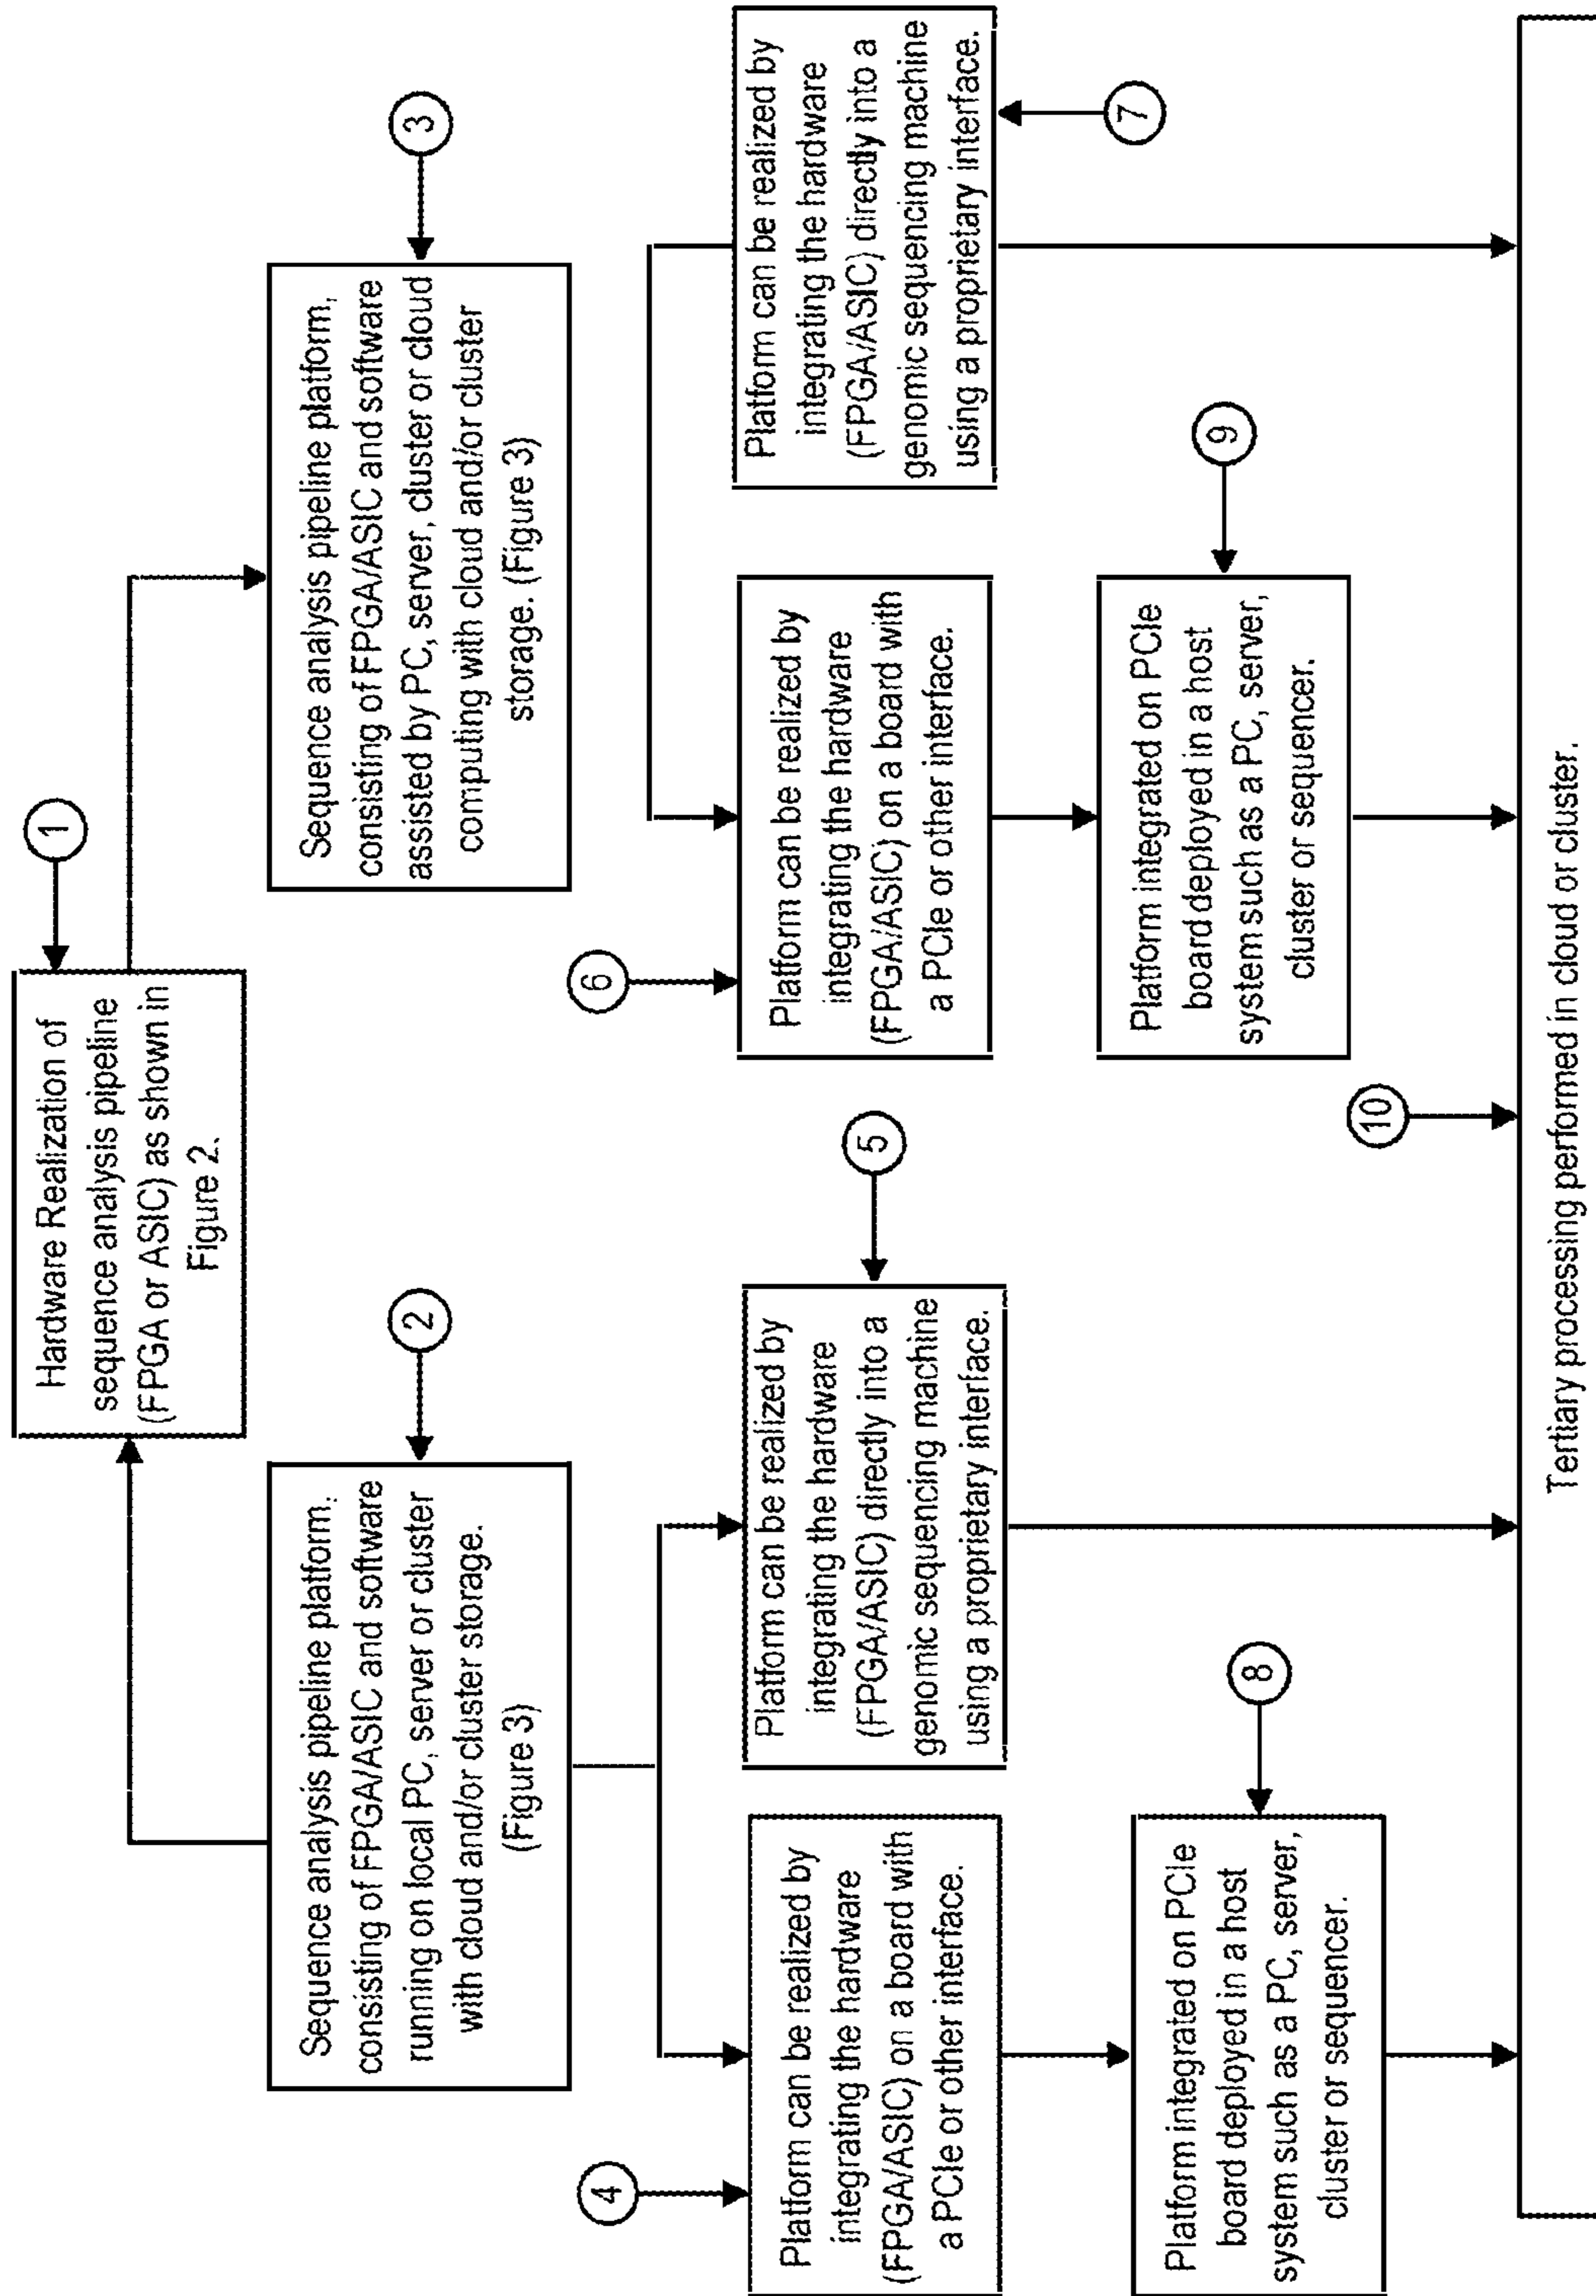 1
Hardware Realization of
sequence analysis pipeline
(FPGA or ASIC) as shown in
Figure 2.
2
Sequence analysis pipeline platform,
consisting of FPGA/ASIC and software
running on local PC, server or cluster
with cloud and/or cluster storage.
(Figure 3)
3
Sequence analysis pipeline platform,
consisting of FPGA/ASIC and software
assisted by PC, server, cluster or cloud
computing with cloud and/or cluster
storage. (Figure 3)
4
Platform can be realized by
integrating the hardware
(FPGA/ASIC) on a board with
a PCIe or other interface.
5
Platform can be realized by
integrating the hardware
(FPGA/ASIC) directly into a
genomic sequencing machine
using a proprietary interface.
6
Platform can be realized by
integrating the hardware
(FPGA/ASIC) on a board with
a PCIe or other interface.
7
Platform can be realized by
integrating the hardware
(FPGA/ASIC) directly into a
genomic sequencing machine
using a proprietary interface.
8
Platform integrated on PCIe
board deployed in a host
system such as a PC, server,
cluster or sequencer.
9
Platform integrated on PCIe
board deployed in a host
system such as a PC, server,
cluster or sequencer.
10
Tertiary processing performed in cloud or cluster.